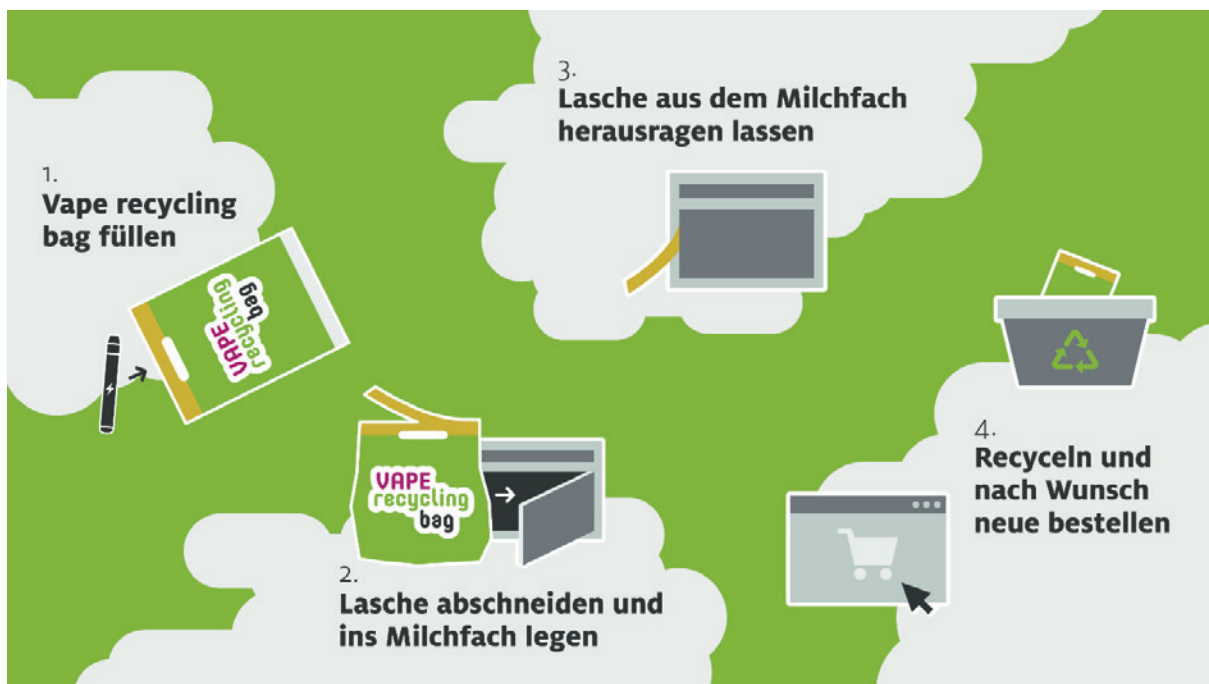 1.
Vape recycling
bag füllen
VAPE
recycling
bag
2.
Lasche abschneiden und
ins Milchfach legen
VAPE
recycling
bag
3.
Lasche aus dem Milchfach
herausragen lassen
4.
Recyceln und
nach Wunsch
neue bestellen